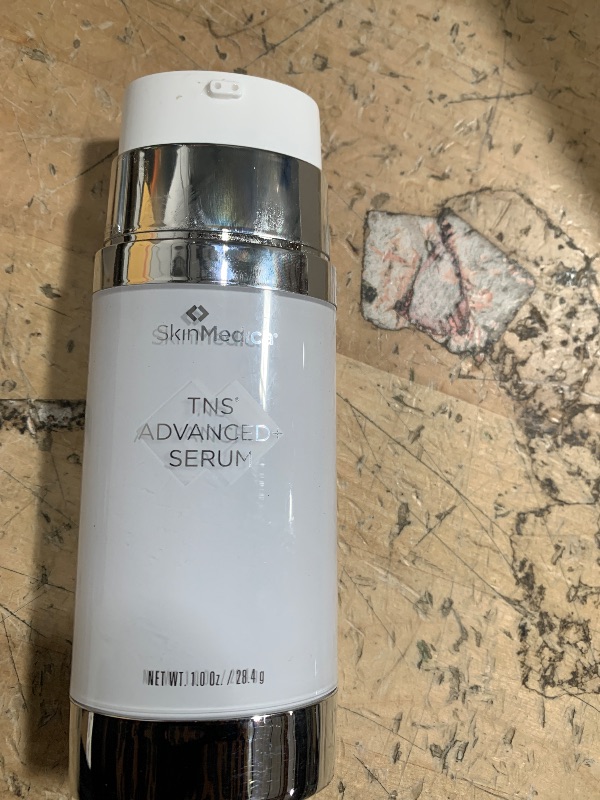 SkinMedica®
TNS®
ADVANCED+
SERUM
NET WT. 1.0 Oz. / 28.4 g